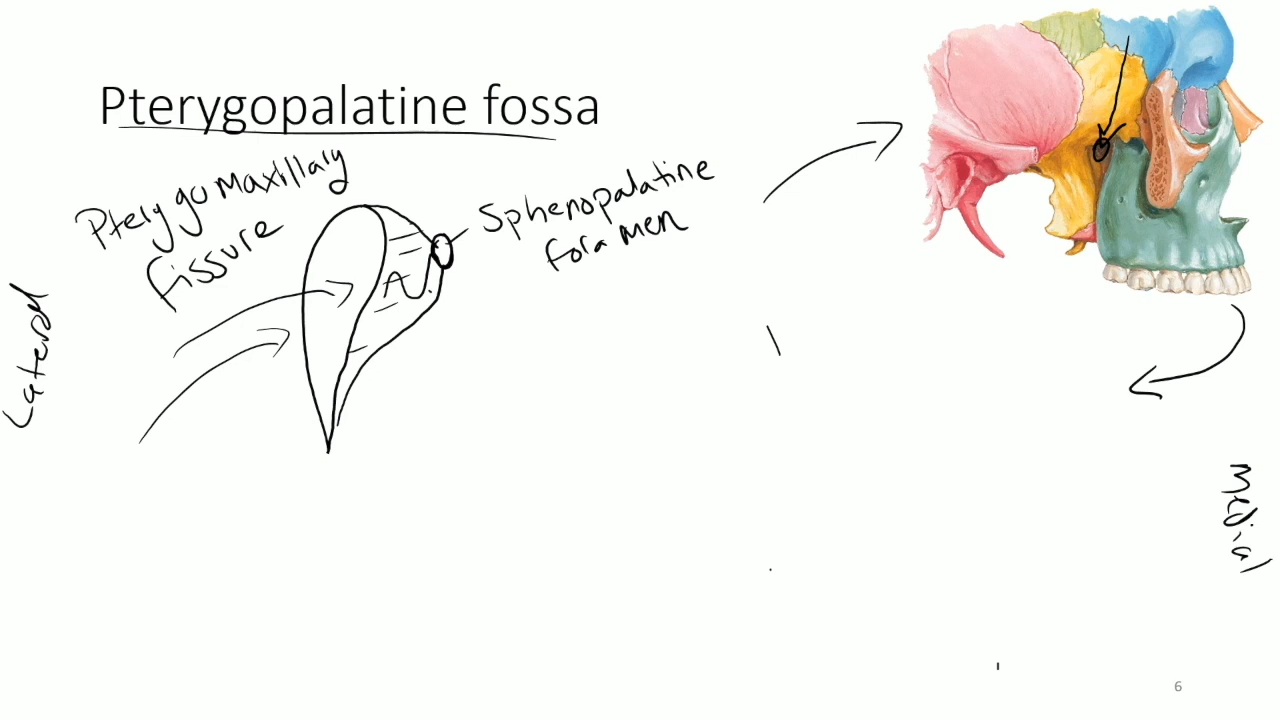 Pterygopalatine fossa
Pterygomaxillary
fissure
Sphenopalatine
foramen
Lateral
Medial
6